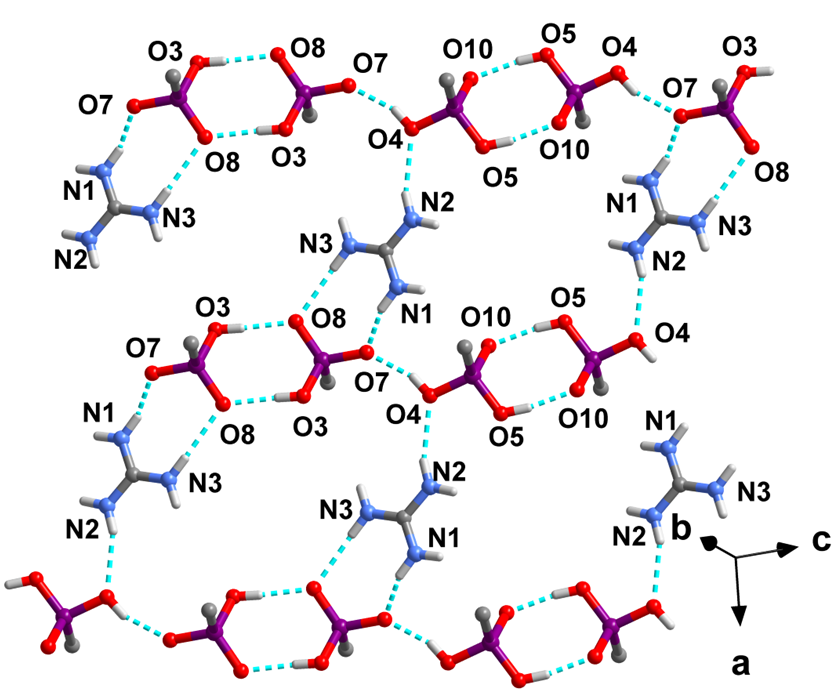 O3 O8 O7 O10 O5 O4 O3
O7 O8 O3 O4 O5 O10 O7 O8
N1 N3 N2 N2 N3 N1 N1 N3 N2
O3 O8 O10 O5 O4
O7 O8 O3 O7 O4 O5 O10
N1 N3 N2 N2 N3 N1 N1 N3 N2
b c
a